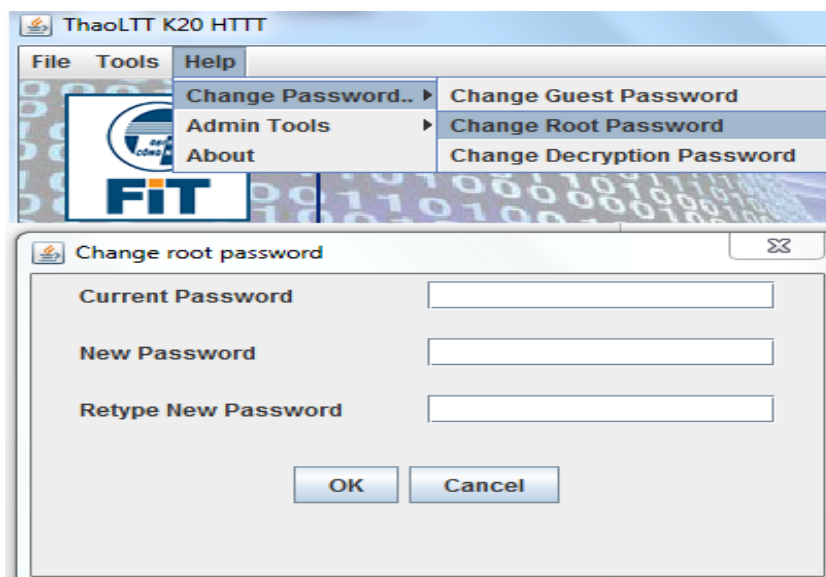 ThaoLTT K20 HTTT
File Tools Help
Change Password.. Change Guest Password
Admin Tools Change Root Password
About Change Decryption Password
FiT
Change root password
Current Password
New Password
Retype New Password
OK Cancel